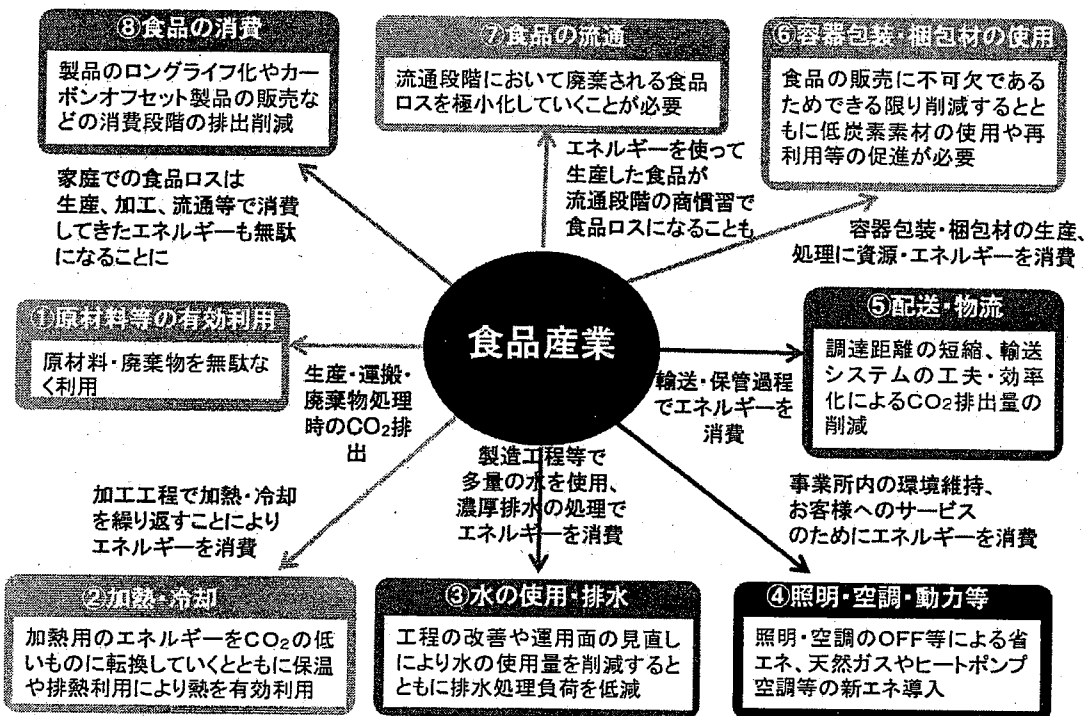 ⑧食品の消費
製品のロングライフ化やカー
ボンオフセット製品の販売な
どの消費段階の排出削減
⑦食品の流通
流通段階において廃棄される食品
ロスを極小化していくことが必要
⑥容器包装・梱包材の使用
食品の販売に不可欠である
ためできる限り削減するとと
もに低炭素素材の使用や再
利用等の促進が必要
家庭での食品ロスは
生産、加工、流通等で消費
してきたエネルギーも無駄
になることに
エネルギーを使って
生産した食品が
流通段階の商慣習で
食品ロスになることも
容器包装・梱包材の生産、
処理に資源・エネルギーを消費
①原材料等の有効利用
原材料・廃棄物を無駄な
く利用
生産・運搬・
廃棄物処理
時のCO₂排
出
食品産業
輸送・保管過程
でエネルギーを
消費
⑤配送・物流
調達距離の短縮、輸送
システムの工夫・効率
化によるCO₂排出量の
削減
加工工程で加熱・冷却
を繰り返すことにより
エネルギーを消費
製造工程等で
多量の水を使用、
濃厚排水の処理で
エネルギーを消費
事業所内の環境維持、
お客様へのサービス
のためにエネルギーを消費
②加熱・冷却
加熱用のエネルギーをCO₂の低
いものに転換していくとともに保温
や排熱利用により熱を有効利用
③水の使用・排水
工程の改善や運用面の見直し
により水の使用量を削減すると
ともに排水処理負荷を低減
④照明・空調・動力等
照明・空調のOFF等による省
エネ、天然ガスやヒートポンプ
空調等の新エネ導入